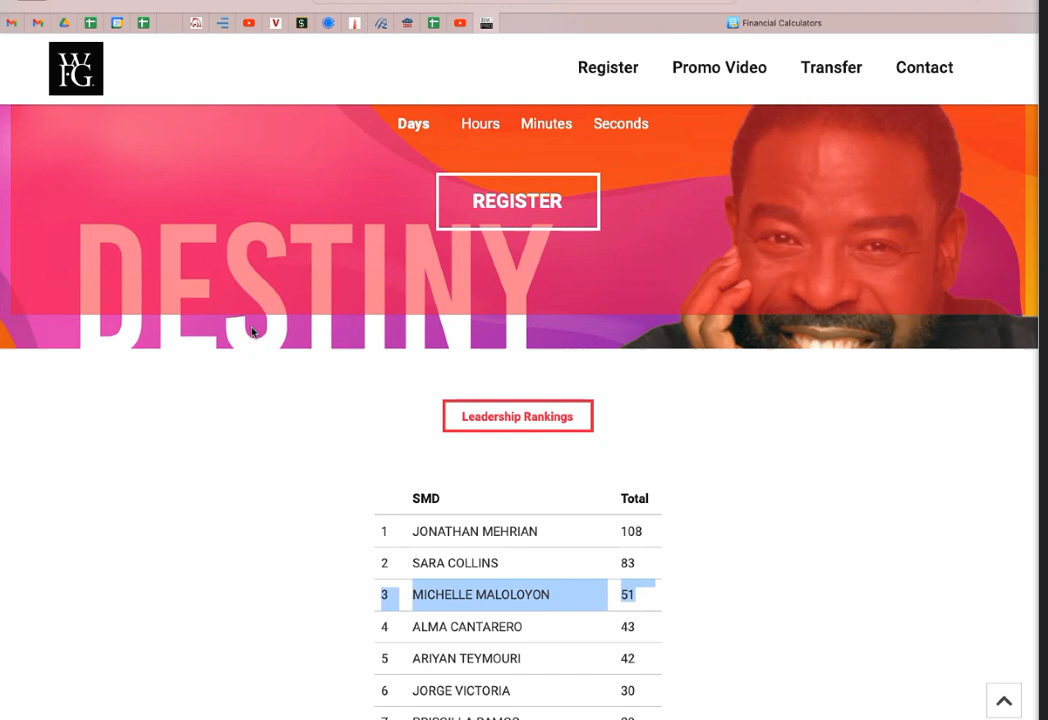 Financial Calculators
WFG
Register Promo Video Transfer Contact
Days Hours Minutes Seconds
REGISTER
DESTINY
Leadership Rankings
SMD Total
1 JONATHAN MEHRIAN 108
2 SARA COLLINS 83
3 MICHELLE MALOLOYON 51
4 ALMA CANTARERO 43
5 ARIYAN TEYMOURI 42
6 JORGE VICTORIA 30